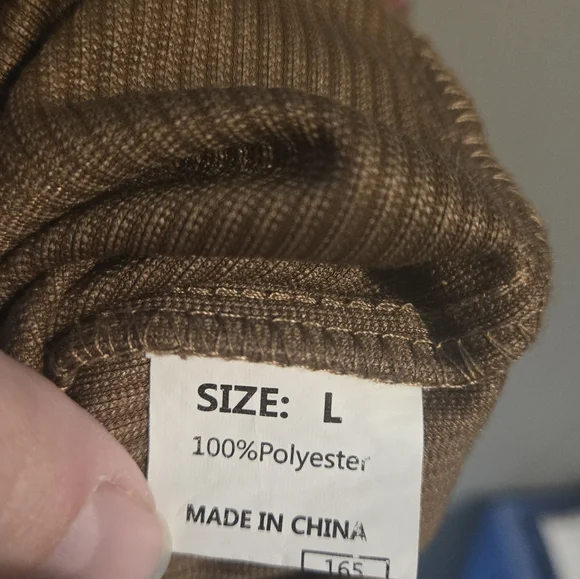 SIZE: L
100%Polyester
MADE IN CHINA
165